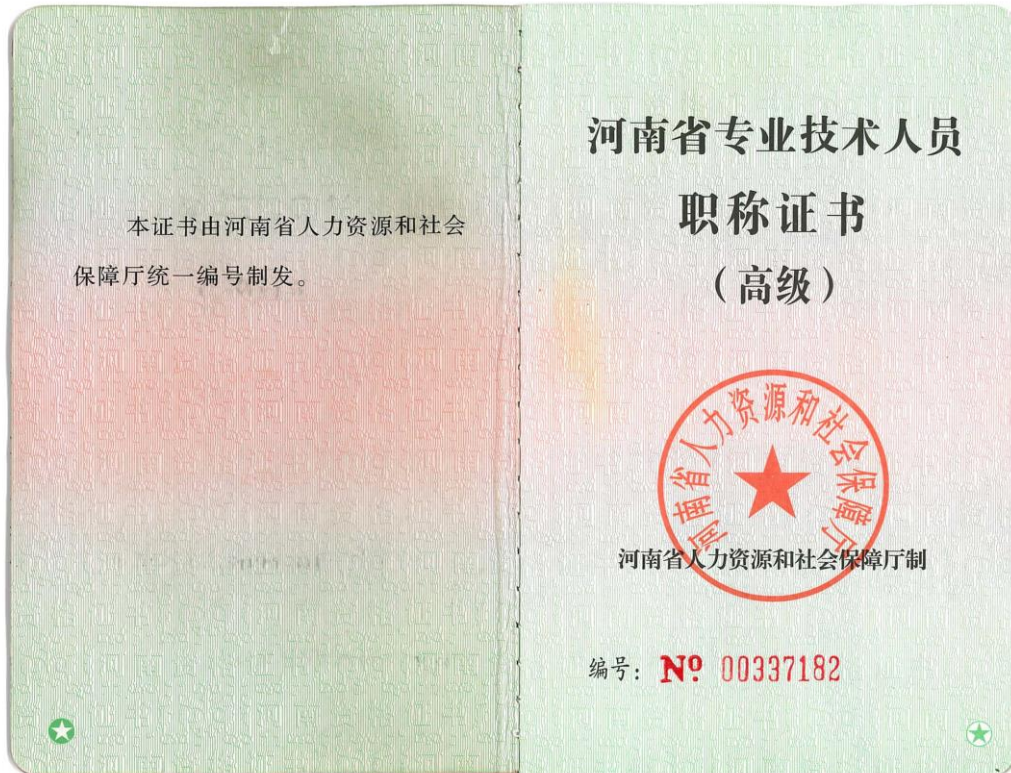 本证书由河南省人力资源和社会
保障厅统一编号制发。
河南省专业技术人员
职称证书
（高级）
河南省人力资源和社会保障厅
河南省人力资源和社会保障厅制
编号：Nº 00337182